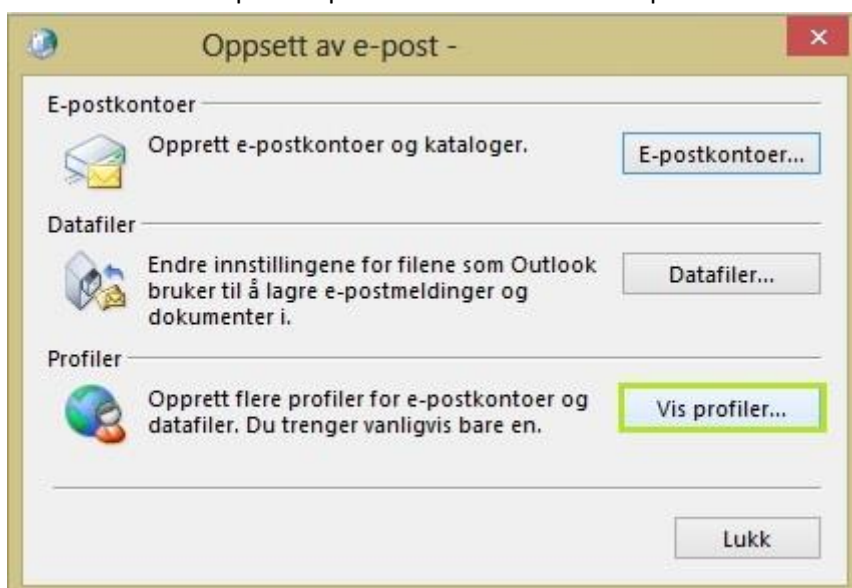 Oppsett av e-post -
E-postkontoer
Opprett e-postkontoer og kataloger.
E-postkontoer...
Datafiler
Endre innstillingene for filene som Outlook
bruker til å lagre e-postmeldinger og
dokumenter i.
Datafiler...
Profiler
Opprett flere profiler for e-postkontoer og
datafiler. Du trenger vanligvis bare en.
Vis profiler...
Lukk